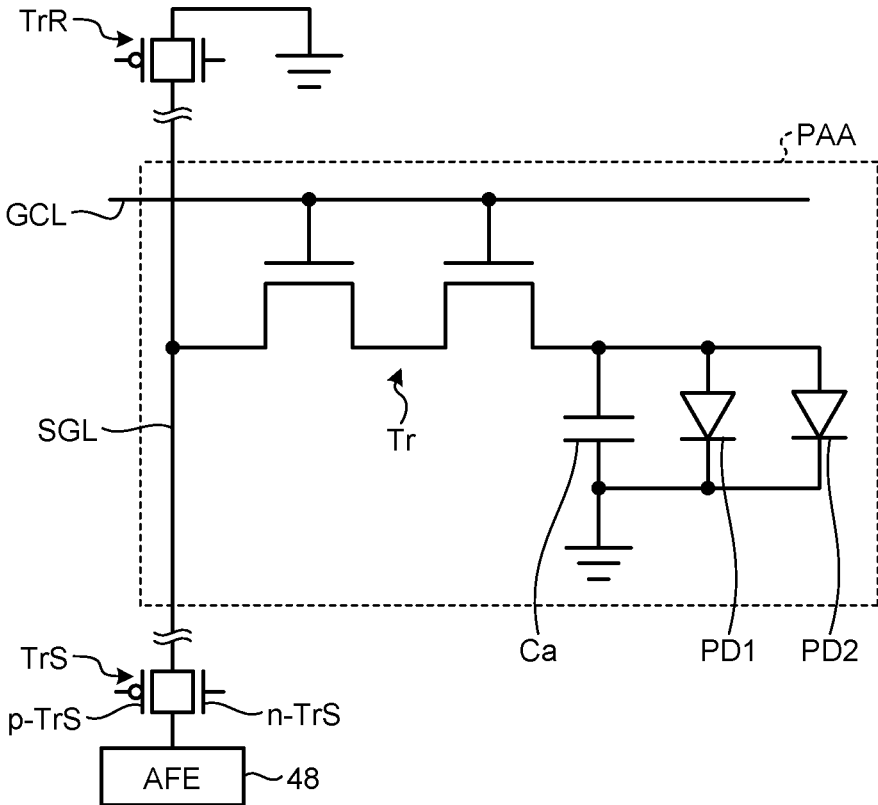 TrR
PAA
GCL
SGL
Tr
Ca
PD1
PD2
TrS
p-TrS
n-TrS
AFE
48